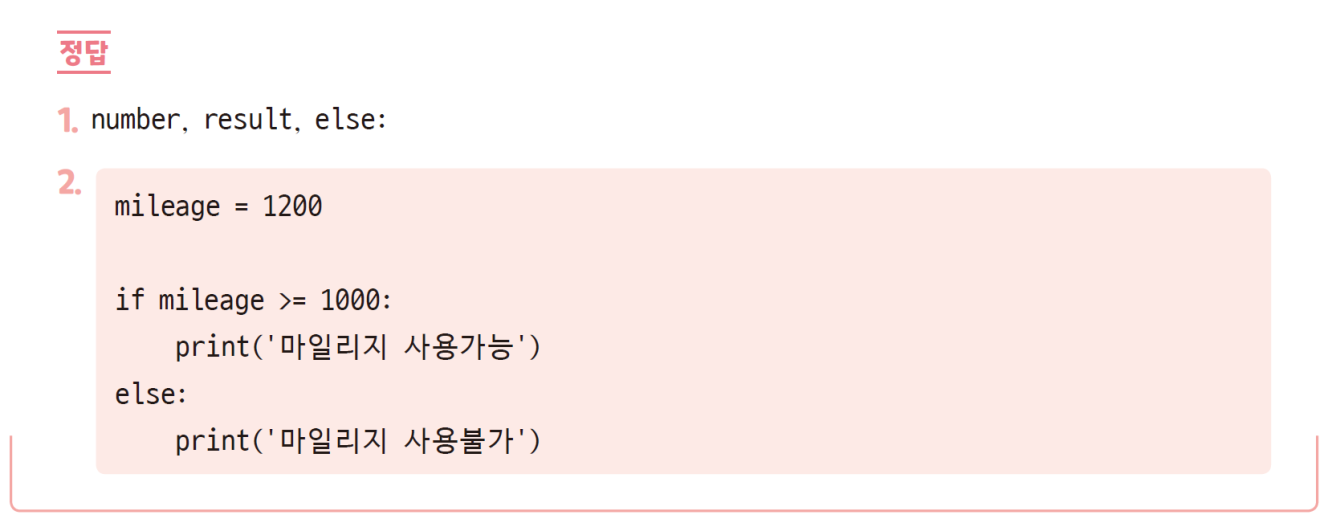 정답
1. number, result, else:
2.
mileage = 1200

if mileage >= 1000:
    print('마일리지 사용가능')
else:
    print('마일리지 사용불가')